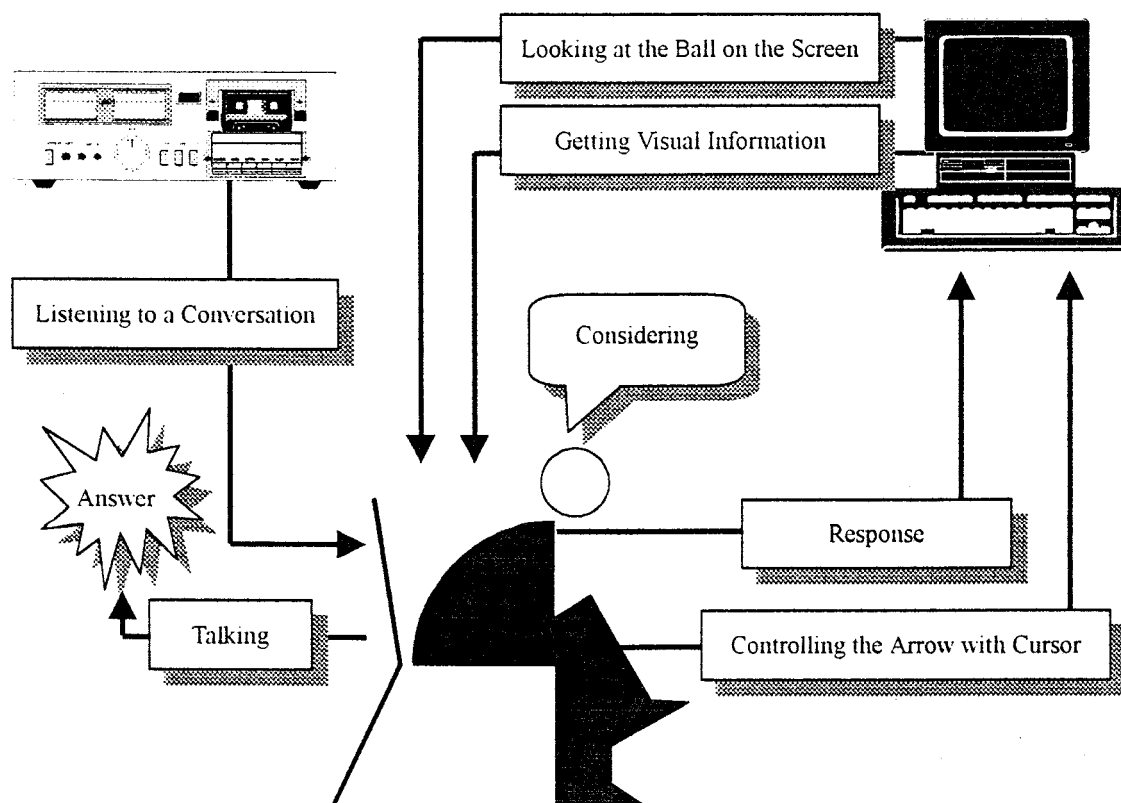 Looking at the Ball on the Screen
Getting Visual Information
Listening to a Conversation
Considering
Answer
Response
Talking
Controlling the Arrow with Cursor